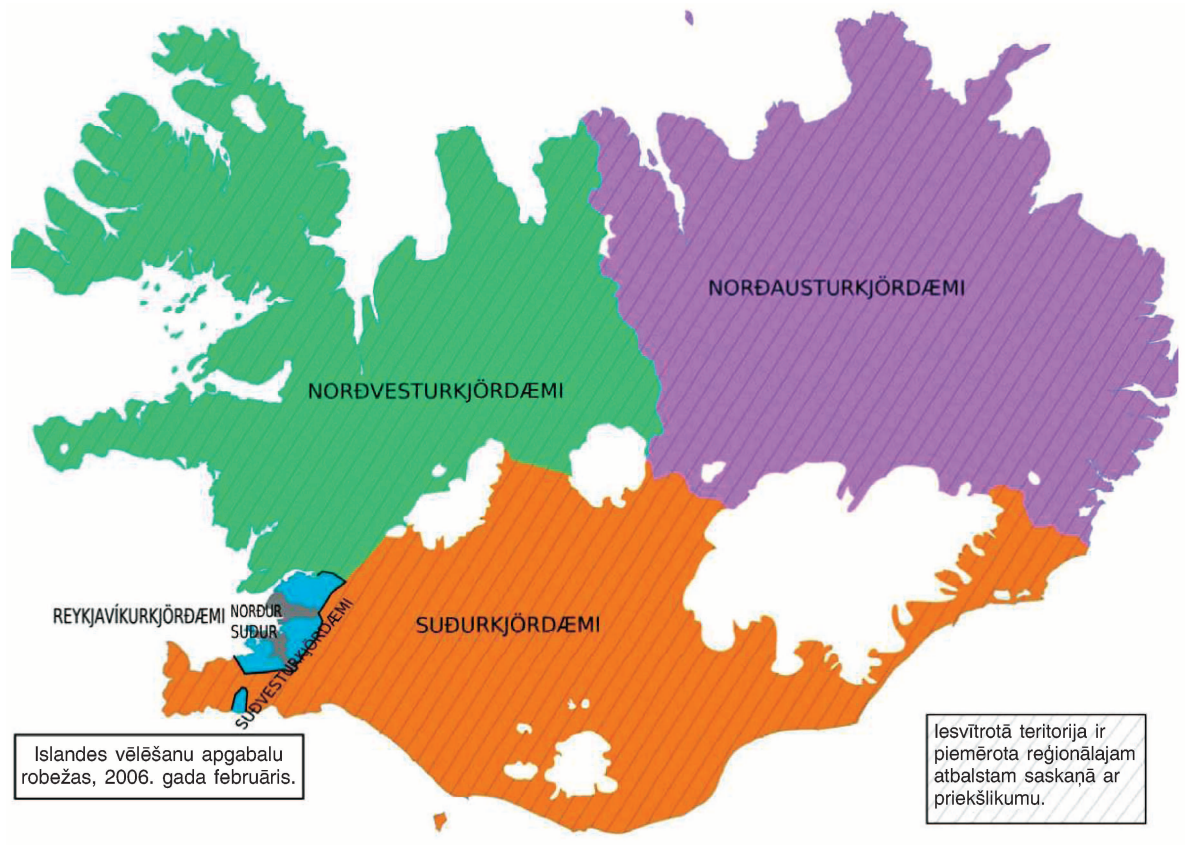 NORÐAUSTURKJÖRDÆMI
NORÐVESTURKJÖRDÆMI
REYKJAVÍKURKJÖRÐÆMI
NORÐUR
SUÐUR
SUÐVESTURKJÖRDÆMI
SUÐURKJÖRDÆMI
Islandes vēlēšanu apgabalu
robežas, 2006. gada februāris.
Iesvītrotā teritorija ir
piemērota reģionālajam
atbalstam saskaņā ar
priekšlikumu.